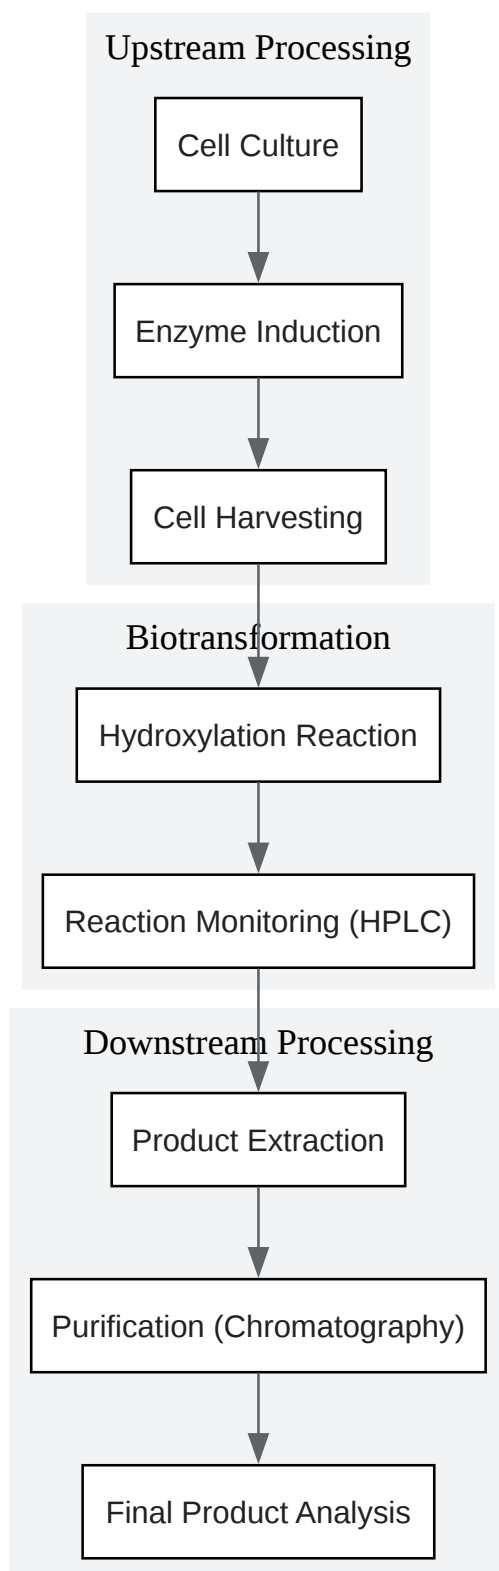 Upstream Processing
Cell Culture
Enzyme Induction
Cell Harvesting
Biotransformation
Hydroxylation Reaction
Reaction Monitoring (HPLC)
Downstream Processing
Product Extraction
Purification (Chromatography)
Final Product Analysis